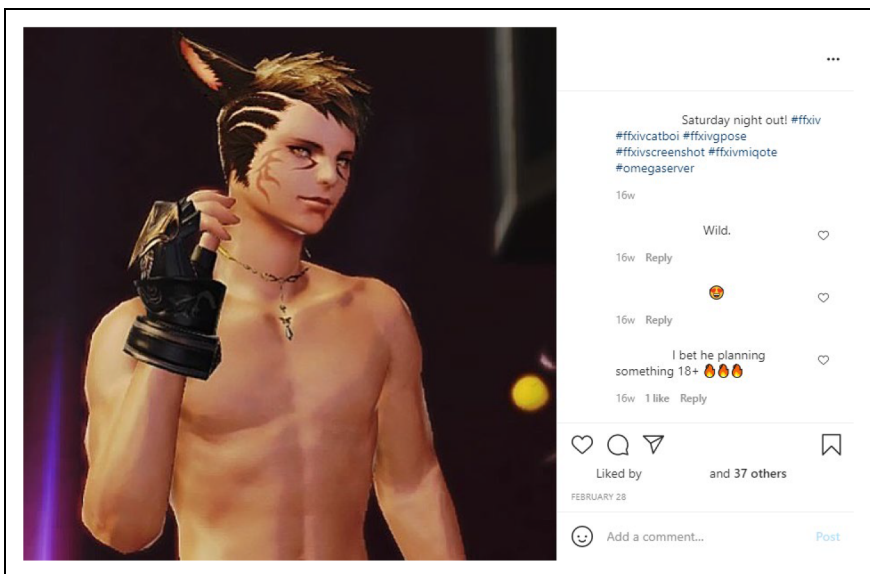 Saturday night out! #ffxiv
#ffxivcatboi #ffxivgpose
#ffxivscreenshot #ffxivmiqote
#omegaserver
16w
Wild.
16w Reply
😍
16w Reply
I bet he planning
something 18+ 🔥🔥🔥
16w 1 like Reply
Liked by and 37 others
FEBRUARY 28
Add a comment... Post